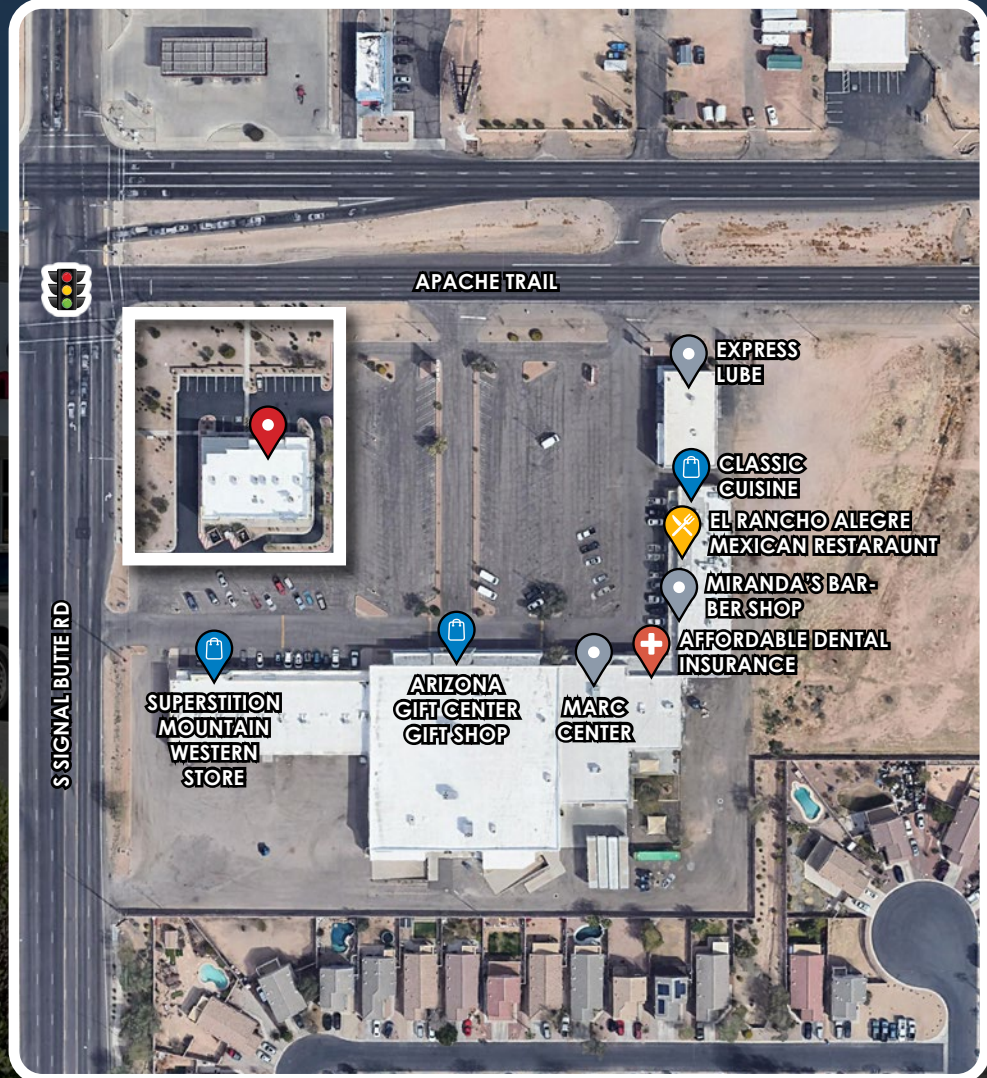 APACHE TRAIL
EXPRESS
LUBE
CLASSIC
CUISINE
EL RANCHO ALEGRE
MEXICAN RESTARAUNT
MIRANDA'S BAR-
BER SHOP
AFFORDABLE DENTAL
INSURANCE
S SIGNAL BUTTE RD
SUPERSTITION
MOUNTAIN
WESTERN
STORE
ARIZONA
GIFT CENTER
GIFT SHOP
MARC
CENTER